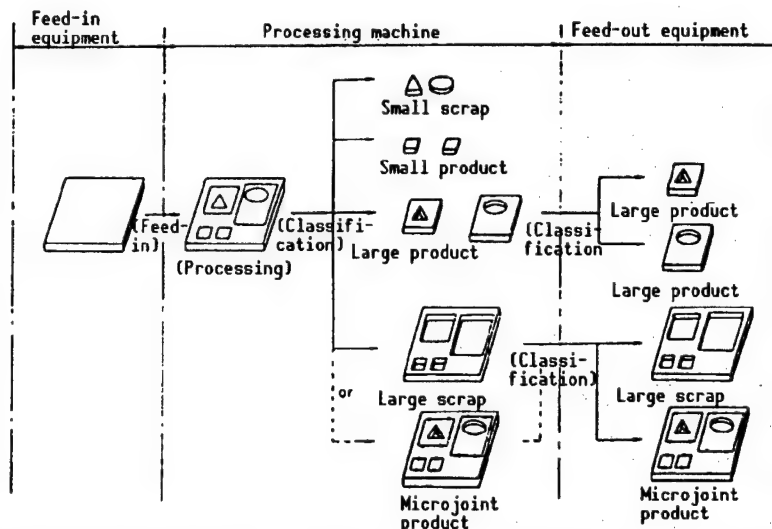 Feed-in
equipment
Processing machine
Feed-out equipment
Small scrap
Small product
(Feed-
in)
(Processing)
(Classifi-
cation)
Large product
(Classi-
fication
Large product
Large product
or
Large scrap
(Classi-
fication)
Large scrap
Microjoint
product
Microjoint
product